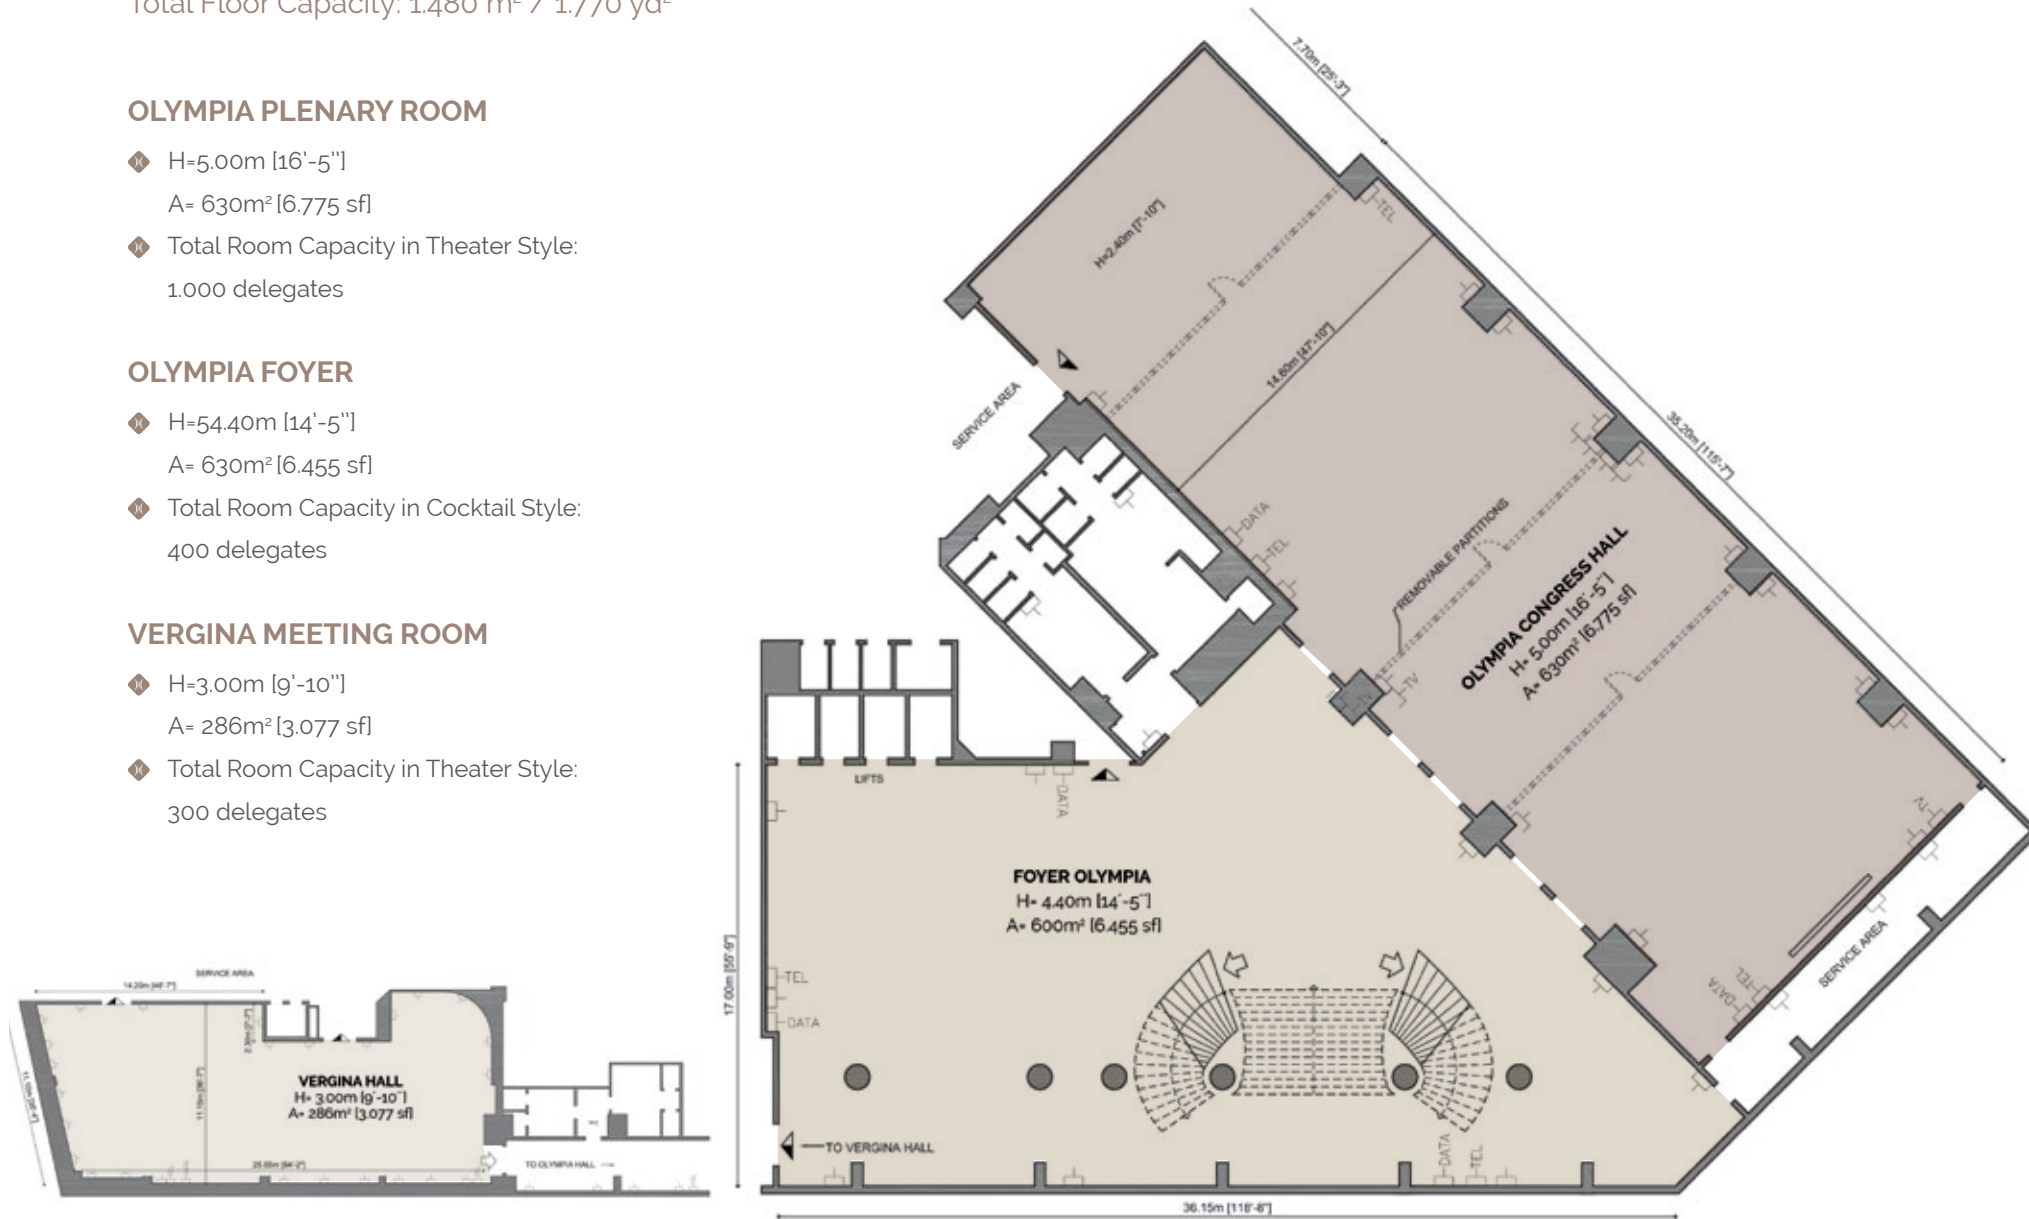 Total Floor Capacity: 1.480 m² / 1.770 yd²
OLYMPIA PLENARY ROOM
H=5.00m [16'-5'']
A= 630m² [6.775 sf]
Total Room Capacity in Theater Style:
1.000 delegates
OLYMPIA FOYER
H=54.40m [14'-5'']
A= 630m² [6.455 sf]
Total Room Capacity in Cocktail Style:
400 delegates
VERGINA MEETING ROOM
H=3.00m [9'-10'']
A= 286m² [3.077 sf]
Total Room Capacity in Theater Style:
300 delegates
7.70m [25'-3"]
TEL
H=2.40m [7'-10"]
14.60m [47'-10"]
SERVICE AREA
35.20m [115'-7"]
DATA
TEL
REMOVABLE PARTITIONS
OLYMPIA CONGRESS HALL
H= 5.00m [16´-5¨]
A= 630m² [6.775 sf]
TV
TV
LIFTS
DATA
TV
FOYER OLYMPIA
H= 4.40m [14´-5¨]
A= 600m² [6.455 sf]
17.00m [55'-9"]
TEL
DATA
SERVICE AREA
TEL
DATA
TO VERGINA HALL
DATA
TEL
36.15m [118'-8"]
SERVICE AREA
14.20m [46'-7"]
VERGINA HALL
H= 3.00m [9´-10¨]
A= 286m² [3.077 sf]
TO OLYMPIA HALL